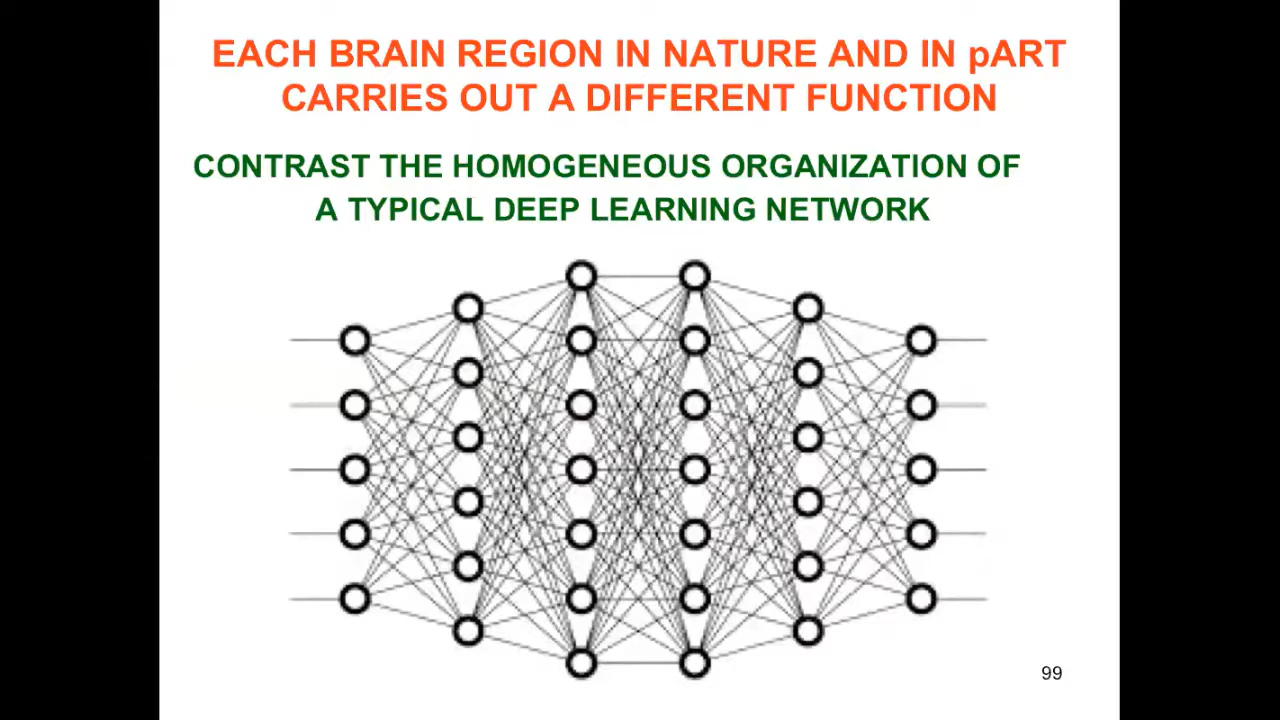 EACH BRAIN REGION IN NATURE AND IN pART
CARRIES OUT A DIFFERENT FUNCTION
CONTRAST THE HOMOGENEOUS ORGANIZATION OF
A TYPICAL DEEP LEARNING NETWORK
99